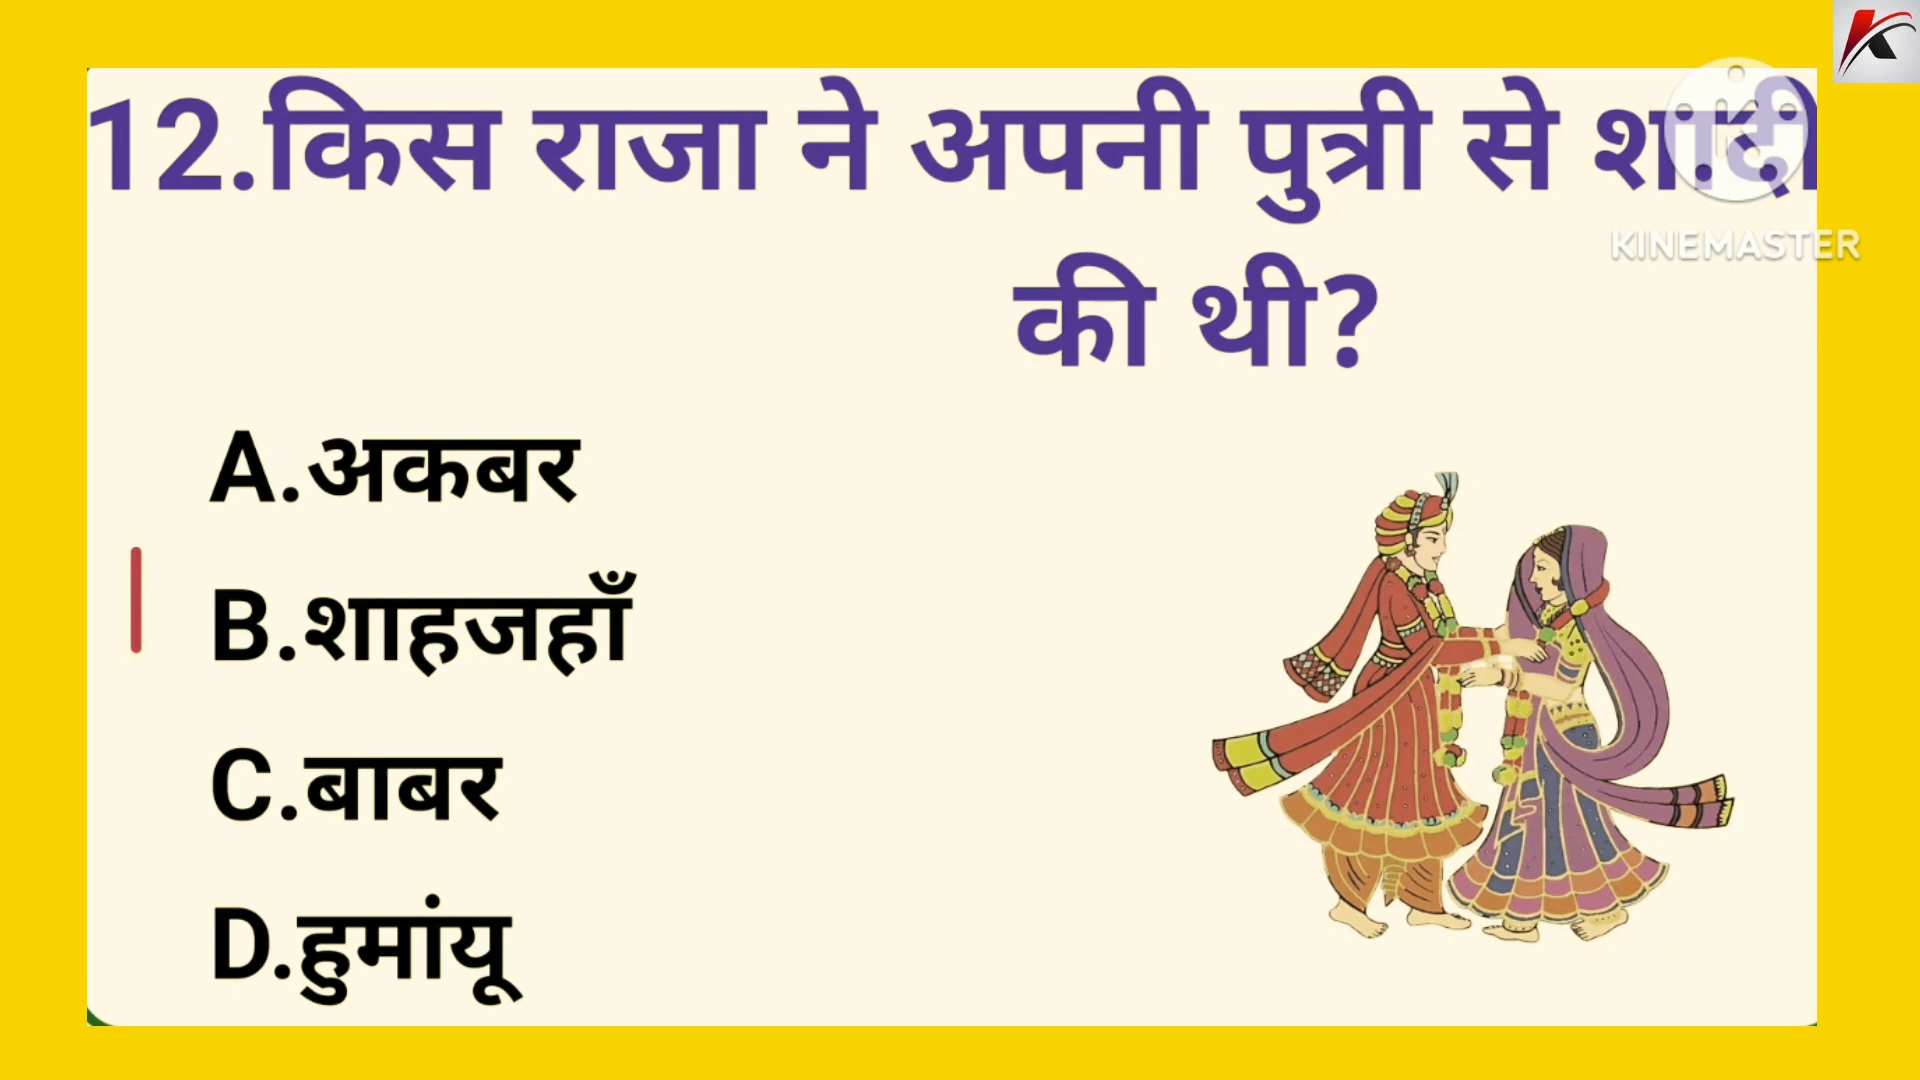 12.किस राजा ने अपनी पुत्री से शादी
की थी?
KINEMASTER
A.अकबर
B.शाहजहाँ
C.बाबर
D.हुमांयू